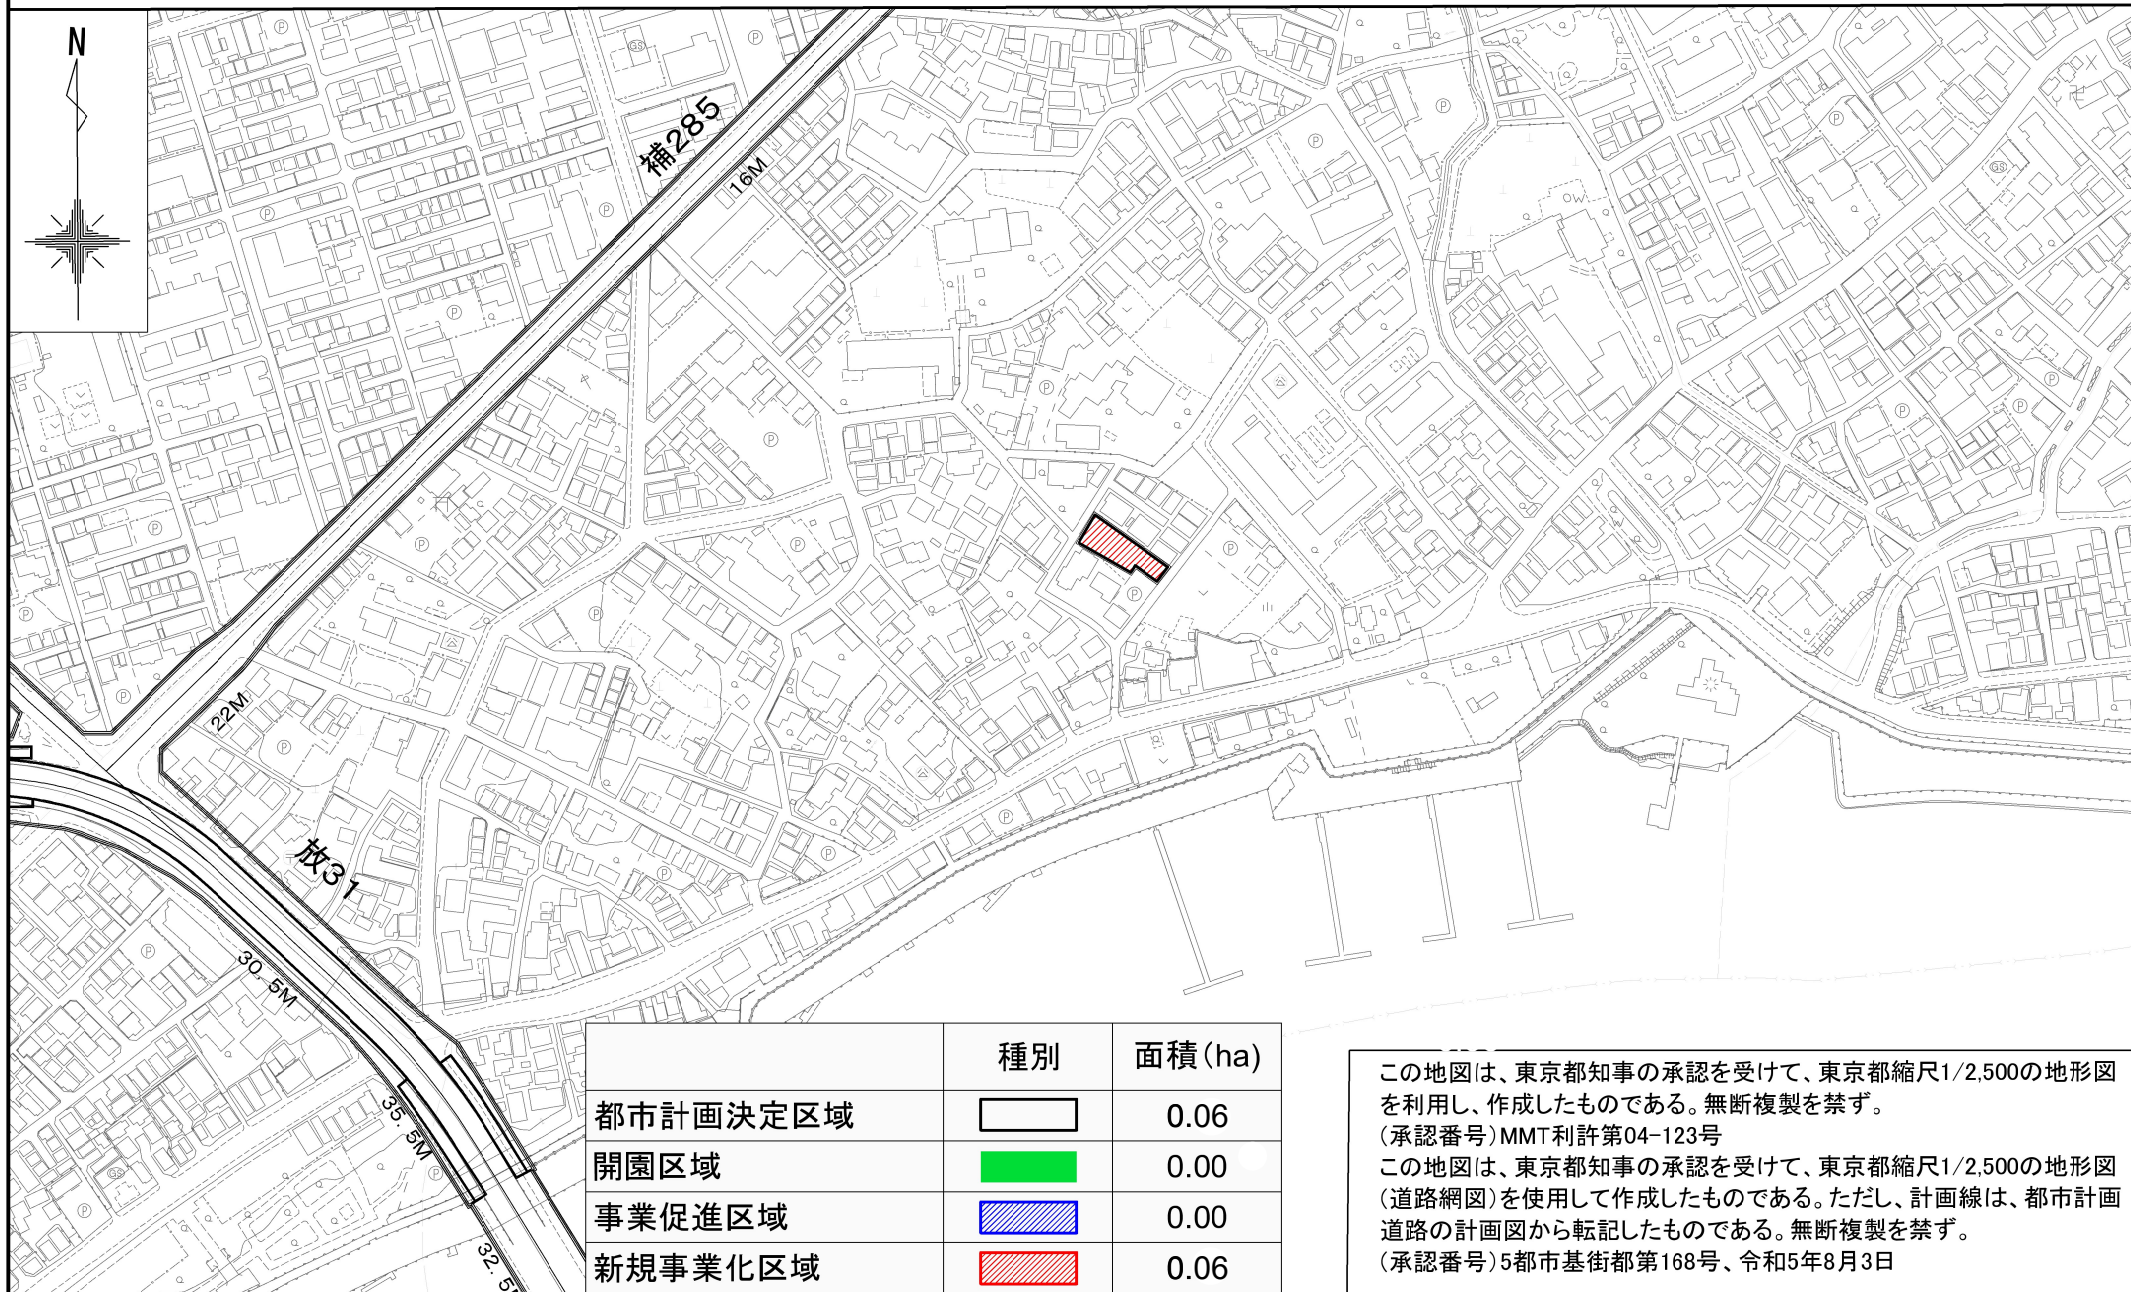 N
補285
16M
22M
放31
30.5M
35.5M
32.5
種別 面積(ha)
都市計画決定区域 0.06
開園区域 0.00
事業促進区域 0.00
新規事業化区域 0.06
この地図は、東京都知事の承認を受けて、東京都縮尺1/2,500の地形図
を利用し、作成したものである。無断複製を禁ず。
(承認番号)MMT利許第04-123号
この地図は、東京都知事の承認を受けて、東京都縮尺1/2,500の地形図
(道路網図)を使用して作成したものである。ただし、計画線は、都市計画
道路の計画図から転記したものである。無断複製を禁ず。
(承認番号)5都市基街都第168号、令和5年8月3日